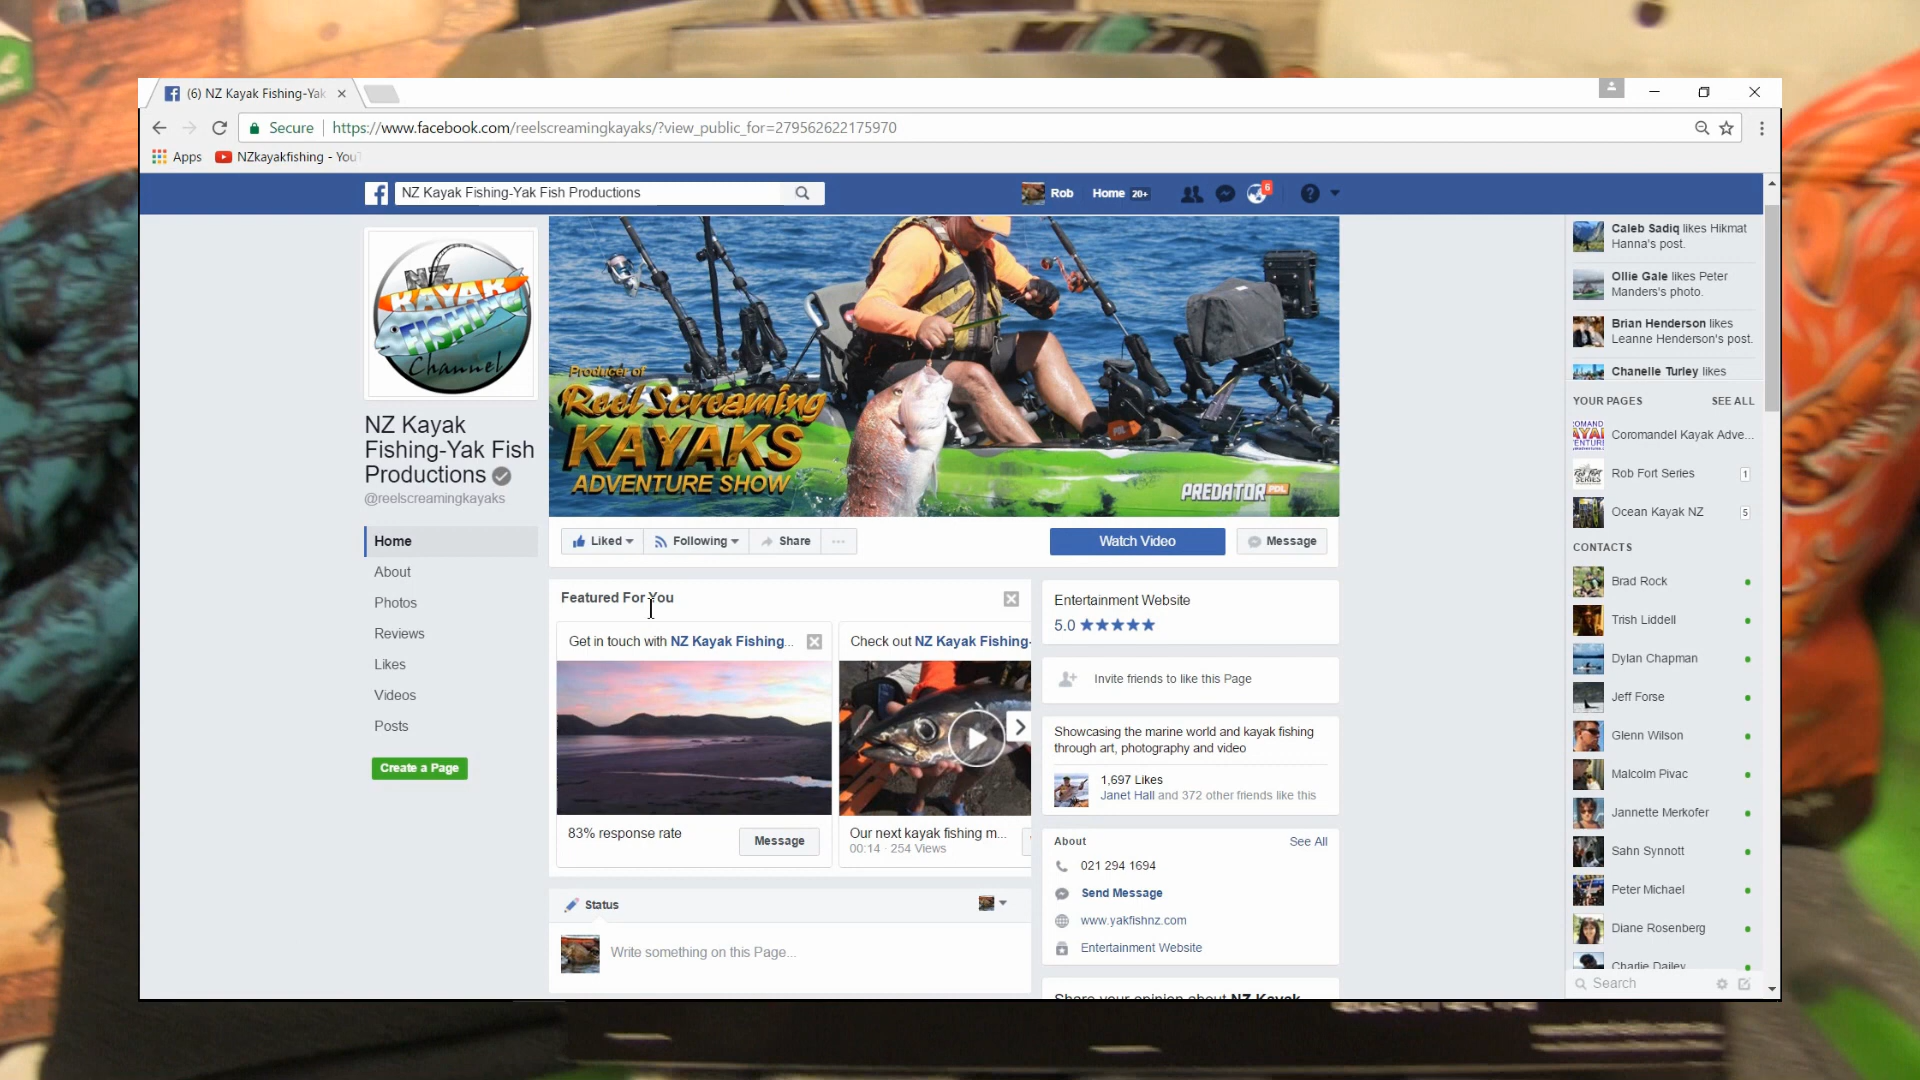 (6) NZ Kayak Fishing-Yak
Secure
https://www.facebook.com/reelscreamingkayaks/?view_public_for=279562622175970
Apps
NZkayakfishing - You
NZ Kayak Fishing-Yak Fish Productions
Rob
Home 20+
6
NZ
KAYAK
FISHING
Channel
NZ Kayak
Fishing-Yak Fish
Productions
@reelscreamingkayaks
Home
About
Photos
Reviews
Likes
Videos
Posts
Create a Page
Producer of
Reel Screaming
KAYAKS
ADVENTURE SHOW
PREDATOR PDL
Liked
Following
Share
Watch Video
Message
Featured For You
Get in touch with NZ Kayak Fishing...
83% response rate
Message
Check out NZ Kayak Fishing-
Our next kayak fishing m...
00:14 · 254 Views
Status
Write something on this Page...
Entertainment Website
5.0
Invite friends to like this Page
Showcasing the marine world and kayak fishing
through art, photography and video
1,697 Likes
Janet Hall and 372 other friends like this
About
See All
021 294 1694
Send Message
www.yakfishnz.com
Entertainment Website
Share your opinion about NZ Kayak
Caleb Sadiq likes Hikmat
Hanna's post.
Ollie Gale likes Peter
Manders's photo.
Brian Henderson likes
Leanne Henderson's post.
Chanelle Turley likes
YOUR PAGES
SEE ALL
Coromandel Kayak Adve...
Rob Fort Series
1
Ocean Kayak NZ
5
CONTACTS
Brad Rock
Trish Liddell
Dylan Chapman
Jeff Forse
Glenn Wilson
Malcolm Pivac
Jannette Merkofer
Sahn Synnott
Peter Michael
Diane Rosenberg
Charlie Dailey
Search